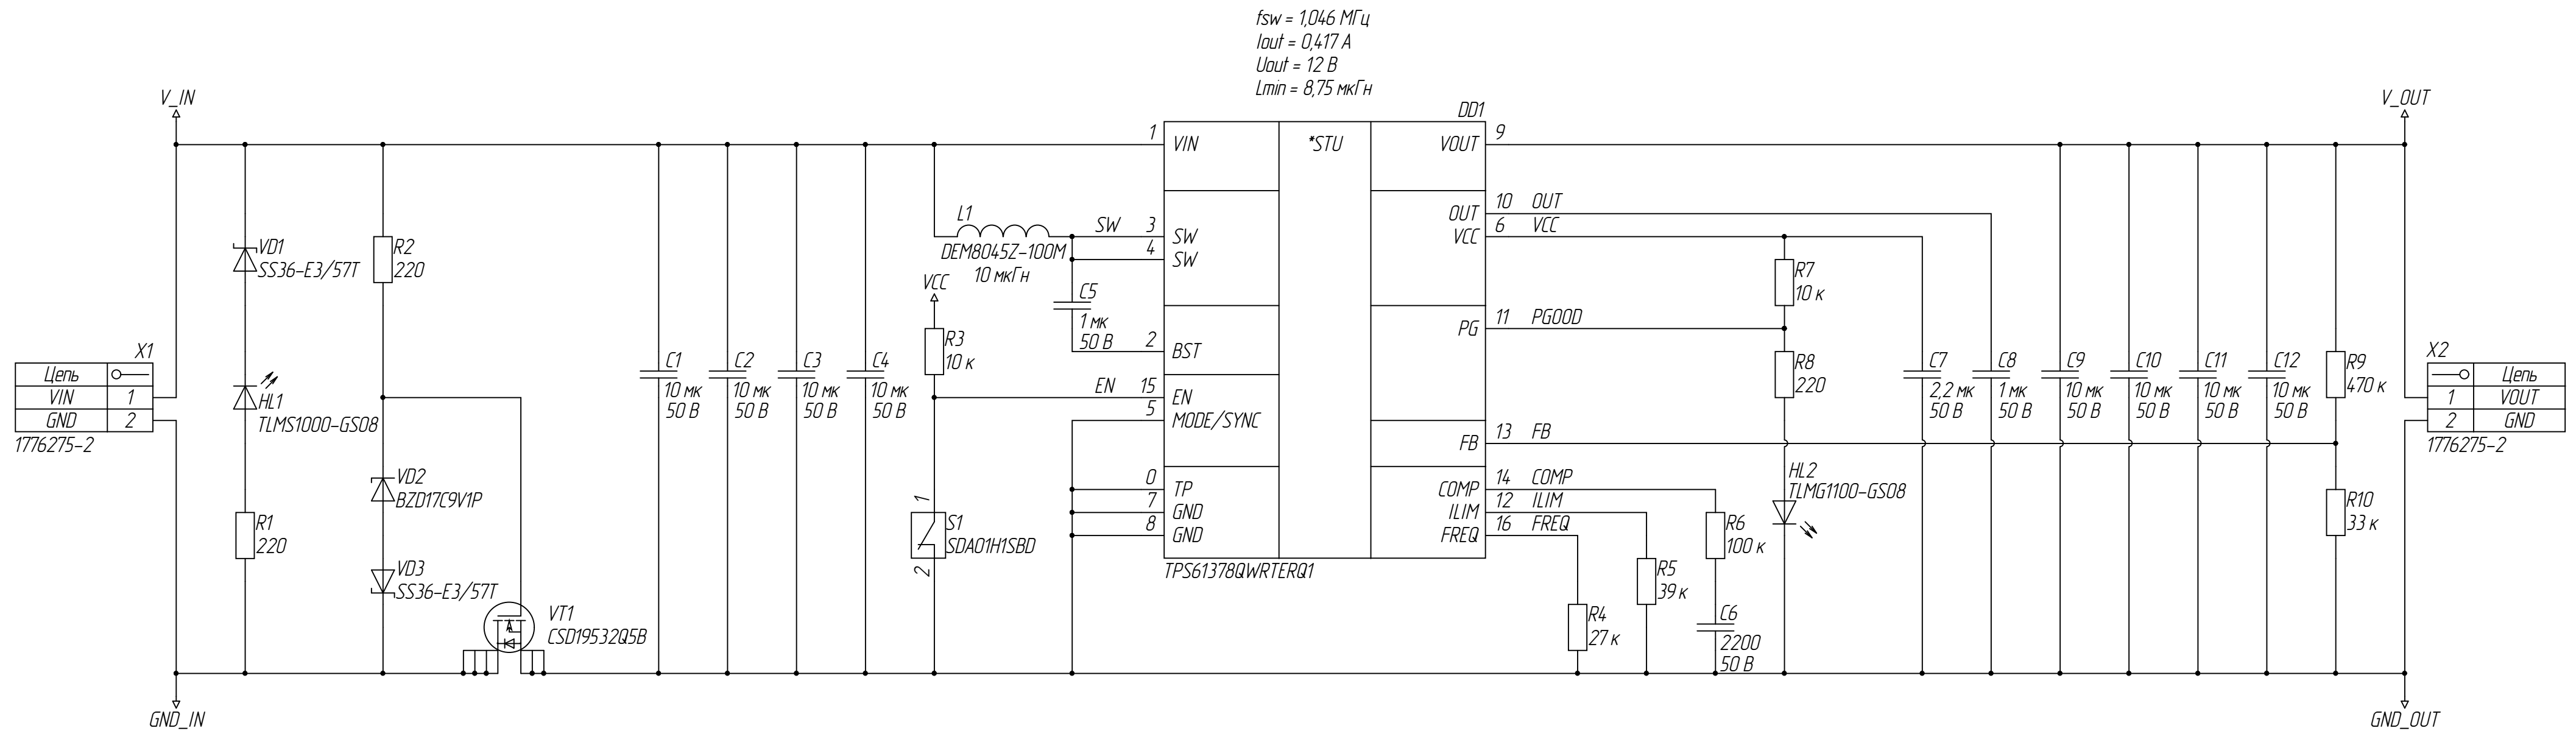 fsw = 1,046 МГц
Iout = 0,417 А
Uout = 12 В
Lmin = 8,75 мкГн
V_IN
X1
Цепь
VIN 1
GND 2
1776275-2
GND_IN
VD1
SS36-E3/57T
HL1
TLMS1000-GS08
R1
220
R2
220
VD2
BZD17C9V1P
VD3
SS36-E3/57T
VT1
CSD19532Q5B
C1
10 мк
50 В
C2
10 мк
50 В
C3
10 мк
50 В
C4
10 мк
50 В
L1
DEM8045Z-100M
10 мкГн
VCC
R3
10 к
S1
SDA01H1SBD
1
2
C5
1 мк
50 В
SW
EN
DD1
*STU
1 VIN
3 SW
4 SW
2 BST
15 EN
5 MODE/SYNC
0 TP
7 GND
8 GND
VOUT 9
OUT 10 OUT
VCC 6 VCC
PG 11 PGOOD
FB 13 FB
COMP 14 COMP
ILIM 12 ILIM
FREQ 16 FREQ
TPS61378QWRTERQ1
R4
27 к
R5
39 к
R6
100 к
C6
2200
50 В
R7
10 к
R8
220
HL2
TLMG1100-GS08
C7
2,2 мк
50 В
C8
1 мк
50 В
C9
10 мк
50 В
C10
10 мк
50 В
C11
10 мк
50 В
C12
10 мк
50 В
R9
470 к
R10
33 к
V_OUT
X2
Цепь
1 VOUT
2 GND
1776275-2
GND_OUT